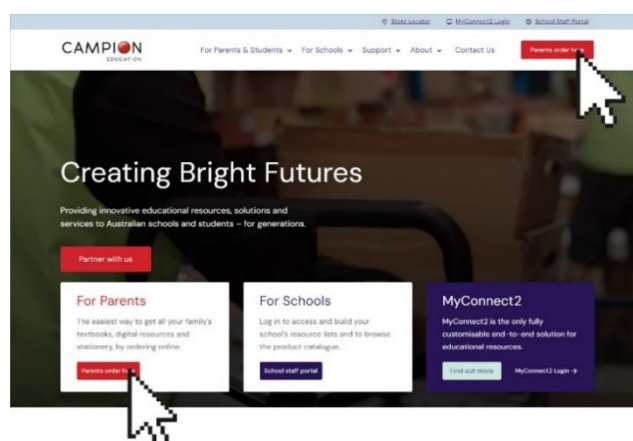 Store Locator MyConnect2 Login School Staff Portal
CAMPION
EDUCATION
For Parents & Students For Schools Support About Contact Us Parents order here
Creating Bright Futures
Providing innovative educational resources, solutions and
services to Australian schools and students – for generations.
Partner with us
For Parents
The easiest way to get all your family's
textbooks, digital resources and
stationery, by ordering online.
Parents order
For Schools
Log in to access and build your
school's resource lists and to browse
the product catalogue.
School staff portal
MyConnect2
MyConnect2 is the only fully
customisable end-to-end solution for
educational resources.
Find out more MyConnect2 Login →